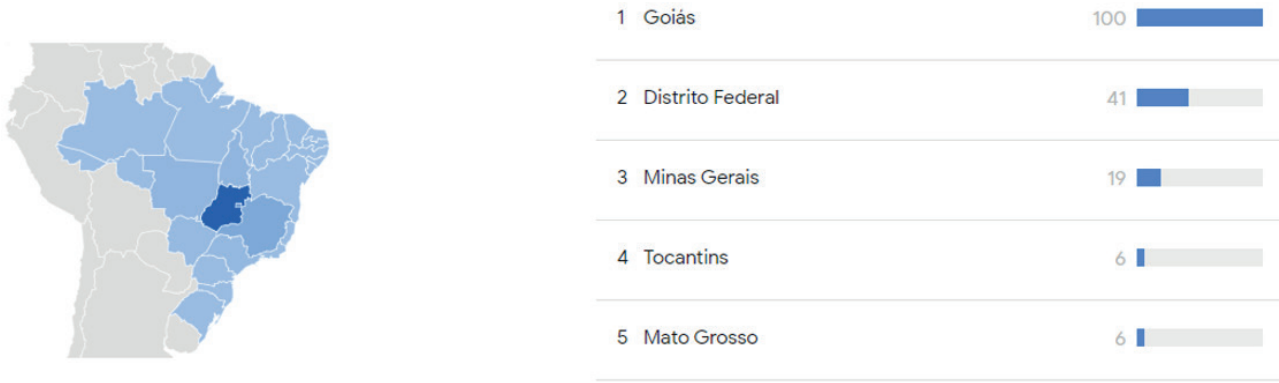 1 Goiás 100
2 Distrito Federal 41
3 Minas Gerais 19
4 Tocantins 6
5 Mato Grosso 6